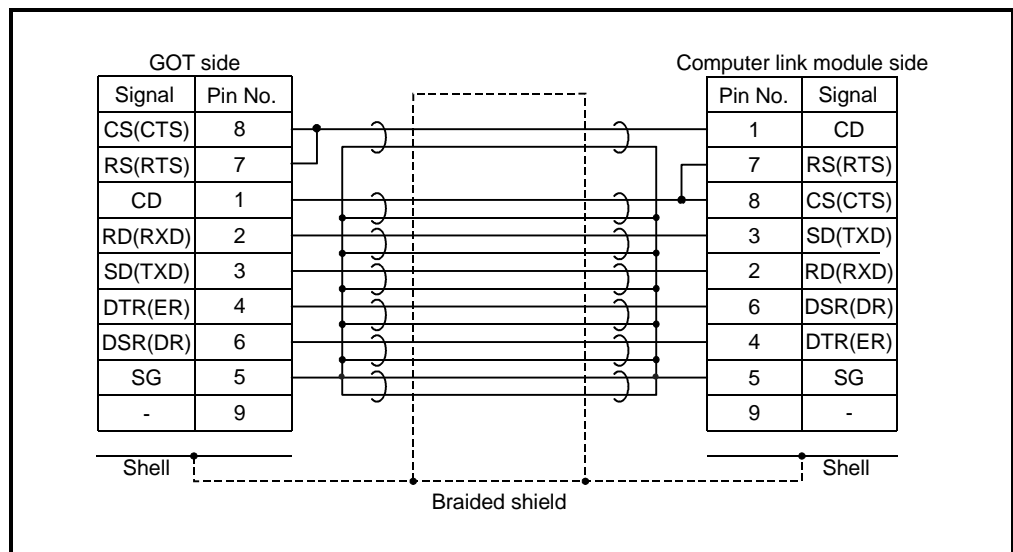 GOT side Computer link module side
Signal Pin No. Pin No. Signal
CS(CTS) 8 1 CD
RS(RTS) 7 7 RS(RTS)
CD 1 8 CS(CTS)
RD(RXD) 2 3 SD(TXD)
SD(TXD) 3 2 RD(RXD)
DTR(ER) 4 6 DSR(DR)
DSR(DR) 6 4 DTR(ER)
SG 5 5 SG
- 9 9 -
Shell Shell
Braided shield